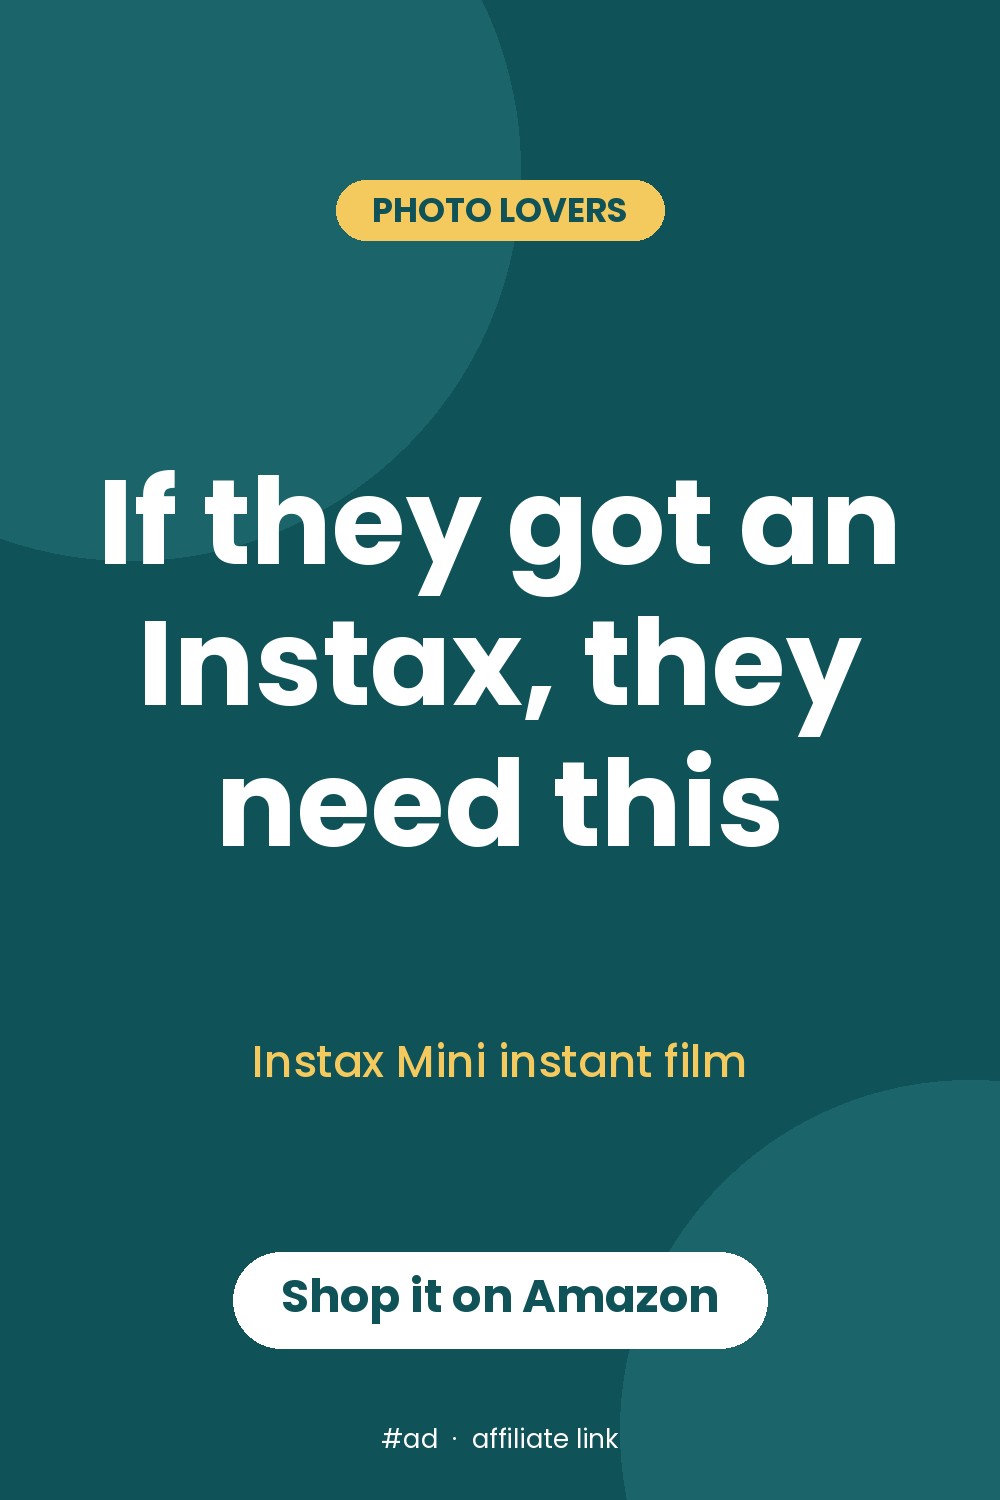 PHOTO LOVERS
If they got an
Instax, they
need this
Instax Mini instant film
Shop it on Amazon
#ad · affiliate link